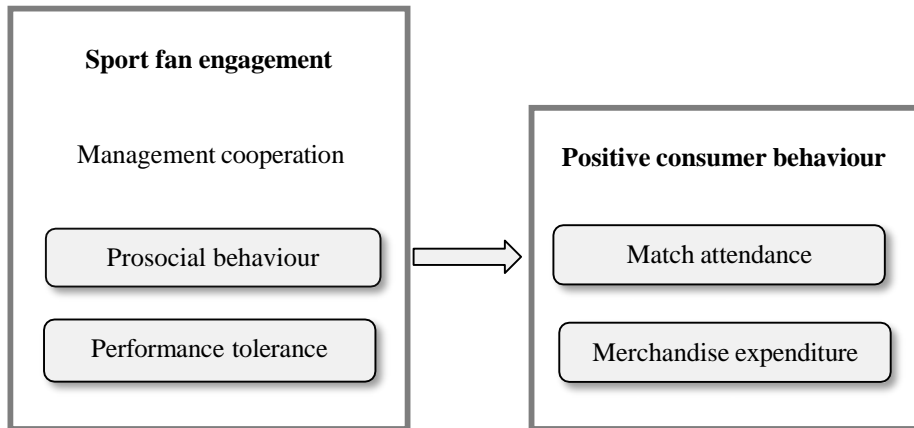 Sport fan engagement
Management cooperation
Prosocial behaviour
Performance tolerance
Positive consumer behaviour
Match attendance
Merchandise expenditure